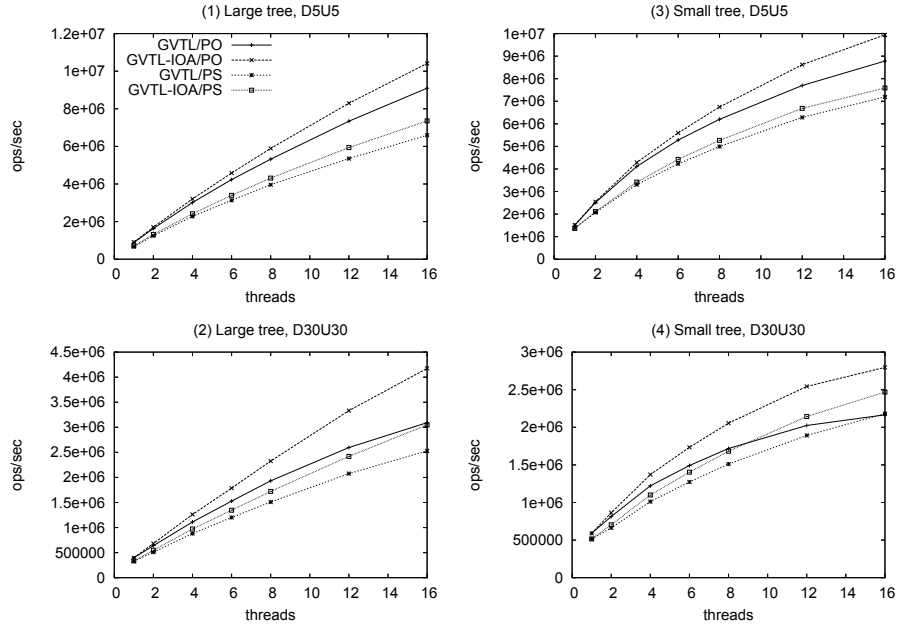 (1) Large tree, D5U5
1.2e+07
1e+07
8e+06
6e+06
4e+06
2e+06
0
ops/sec
GVTL/PO
GVTL-IOA/PO
GVTL/PS
GVTL-IOA/PS
0 2 4 6 8 10 12 14 16
threads
(3) Small tree, D5U5
1e+07
9e+06
8e+06
7e+06
6e+06
5e+06
4e+06
3e+06
2e+06
1e+06
0
ops/sec
0 2 4 6 8 10 12 14 16
threads
(2) Large tree, D30U30
4.5e+06
4e+06
3.5e+06
3e+06
2.5e+06
2e+06
1.5e+06
1e+06
500000
0
ops/sec
0 2 4 6 8 10 12 14 16
threads
(4) Small tree, D30U30
3e+06
2.5e+06
2e+06
1.5e+06
1e+06
500000
0
ops/sec
0 2 4 6 8 10 12 14 16
threads